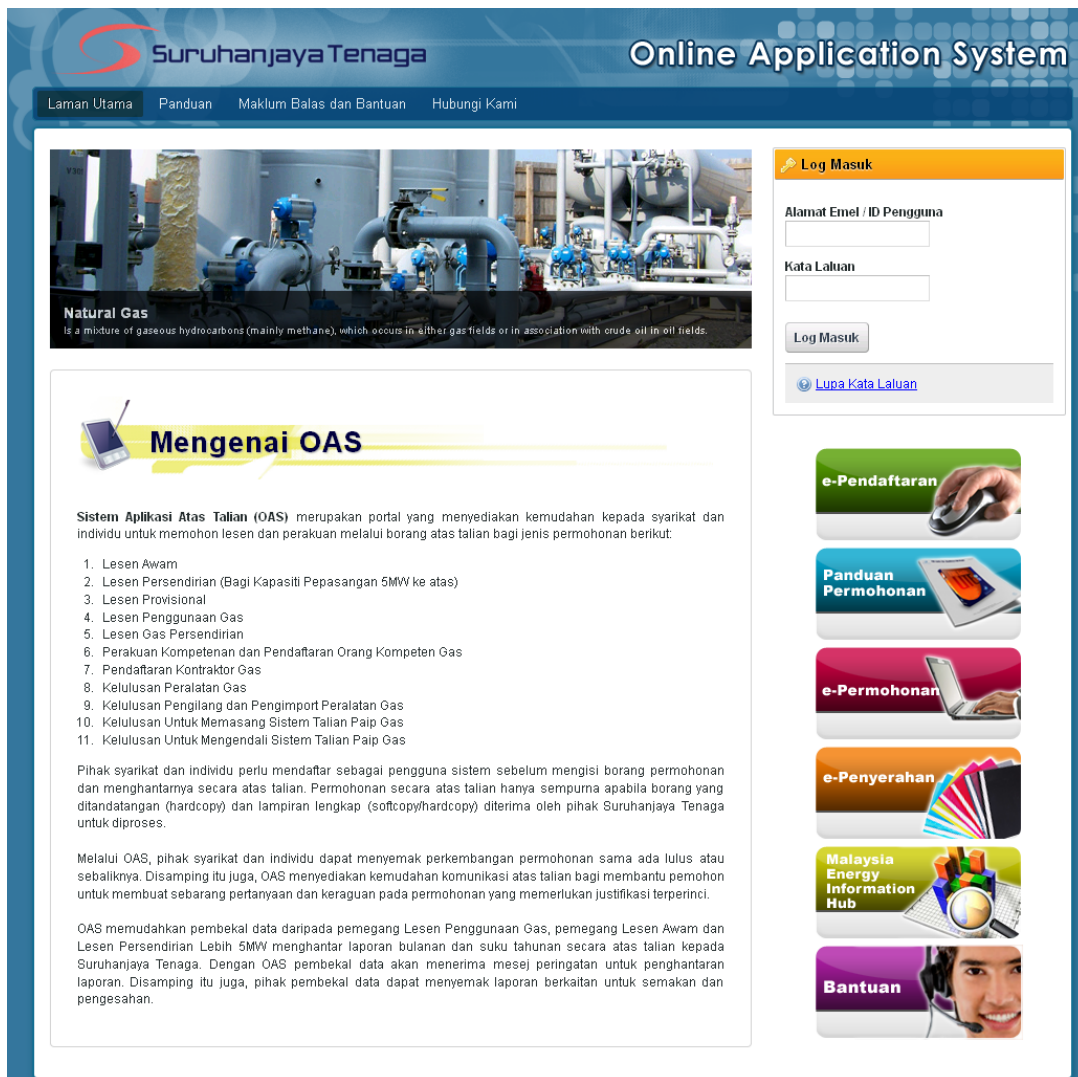 Suruhanjaya Tenaga
Online Application System
Laman Utama Panduan Maklum Balas dan Bantuan Hubungi Kami
Natural Gas
Is a mixture of gaseous hydrocarbons (mainly methane), which occurs in either gas fields or in association with crude oil in oil fields.
Mengenai OAS
Sistem Aplikasi Atas Talian (OAS) merupakan portal yang menyediakan kemudahan kepada syarikat dan
individu untuk memohon lesen dan perakuan melalui borang atas talian bagi jenis permohonan berikut:
1. Lesen Awam
2. Lesen Persendirian (Bagi Kapasiti Pepasangan 5MW ke atas)
3. Lesen Provisional
4. Lesen Penggunaan Gas
5. Lesen Gas Persendirian
6. Perakuan Kompetenan dan Pendaftaran Orang Kompeten Gas
7. Pendaftaran Kontraktor Gas
8. Kelulusan Peralatan Gas
9. Kelulusan Pengilang dan Pengimport Peralatan Gas
10. Kelulusan Untuk Memasang Sistem Talian Paip Gas
11. Kelulusan Untuk Mengendali Sistem Talian Paip Gas
Pihak syarikat dan individu perlu mendaftar sebagai pengguna sistem sebelum mengisi borang permohonan
dan menghantarnya secara atas talian. Permohonan secara atas talian hanya sempurna apabila borang yang
ditandatangan (hardcopy) dan lampiran lengkap (softcopy/hardcopy) diterima oleh pihak Suruhanjaya Tenaga
untuk diproses.
Melalui OAS, pihak syarikat dan individu dapat menyemak perkembangan permohonan sama ada lulus atau
sebaliknya. Disamping itu juga, OAS menyediakan kemudahan komunikasi atas talian bagi membantu pemohon
untuk membuat sebarang pertanyaan dan keraguan pada permohonan yang memerlukan justifikasi terperinci.
OAS memudahkan pembekal data daripada pemegang Lesen Penggunaan Gas, pemegang Lesen Awam dan
Lesen Persendirian Lebih 5MW menghantar laporan bulanan dan suku tahunan secara atas talian kepada
Suruhanjaya Tenaga. Dengan OAS pembekal data akan menerima mesej peringatan untuk penghantaran
laporan. Disamping itu juga, pihak pembekal data dapat menyemak laporan berkaitan untuk semakan dan
pengesahan.
Log Masuk
Alamat Emel / ID Pengguna
Kata Laluan
Log Masuk
Lupa Kata Laluan
e-Pendaftaran
Panduan
Permohonan
e-Permohonan
e-Penyerahan
Malaysia
Energy
Information
Hub
Bantuan